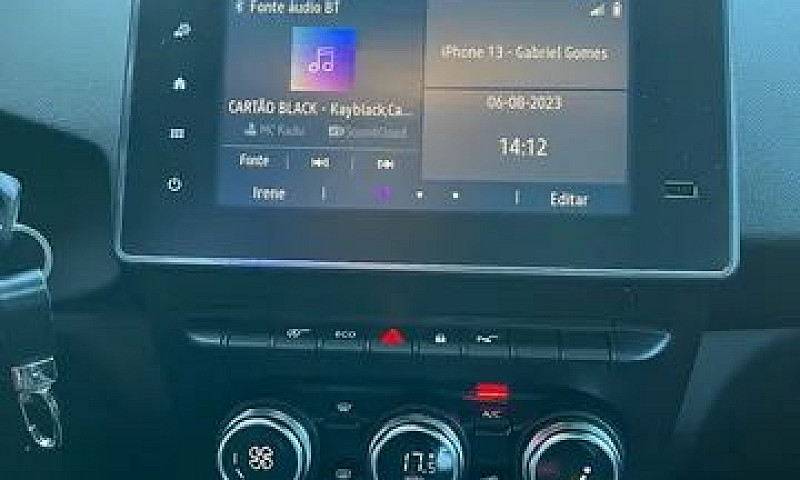 Fonte áudio BT
iPhone 13 - Gabriel Gomes
CARTÃO BLACK - Kayblack,Ca...
MC Radio SoundCloud
06-08-2023
14:12
Fonte
Irene
Editar
eco
A/C
17.5